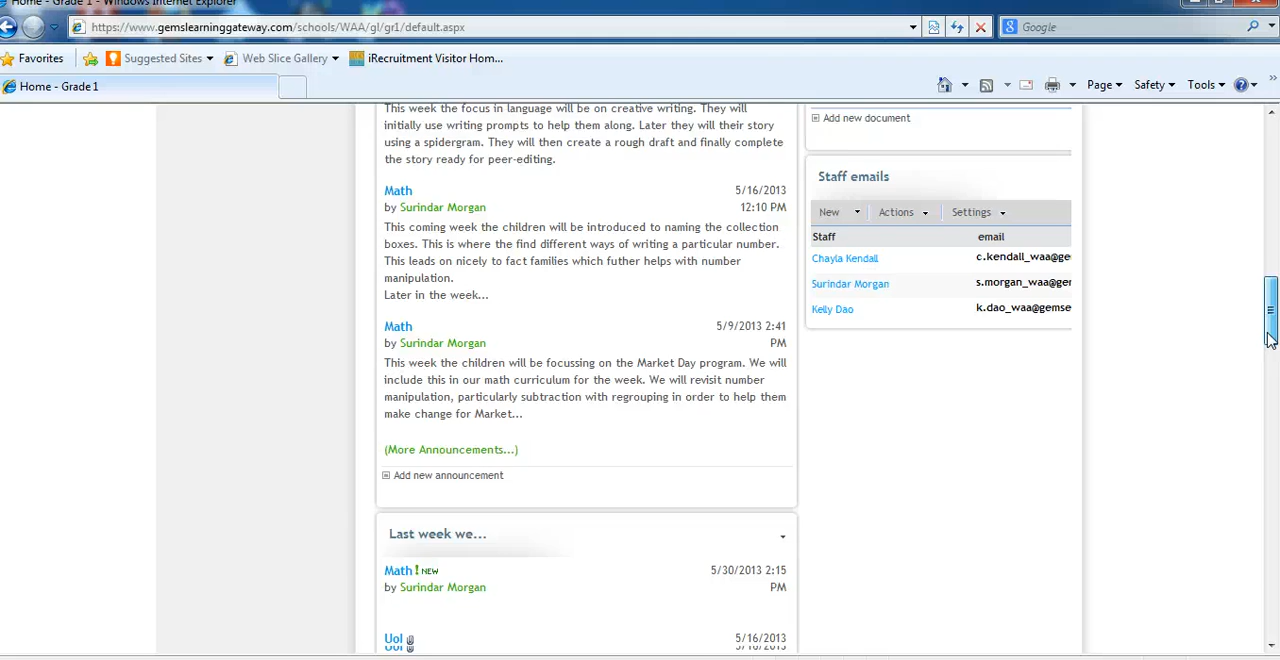 Home - Grade 1 - Windows Internet Explorer
https://www.gemslearninggateway.com/schools/WAA/gl/gr1/default.aspx
Google
Favorites
Suggested Sites
Web Slice Gallery
iRecruitment Visitor Hom...
Home - Grade 1
Page
Safety
Tools
This week the focus in language will be on creative writing. They will
initially use writing prompts to help them along. Later they will their story
using a spidergram. They will then create a rough draft and finally complete
the story ready for peer-editing.
Math 5/16/2013
by Surindar Morgan 12:10 PM
This coming week the children will be introduced to naming the collection
boxes. This is where the find different ways of writing a particular number.
This leads on nicely to fact families which futher helps with number
manipulation.
Later in the week...
Math 5/9/2013 2:41
by Surindar Morgan PM
This week the children will be focussing on the Market Day program. We will
include this in our math curriculum for the week. We will revisit number
manipulation, particularly subtraction with regrouping in order to help them
make change for Market...
(More Announcements...)
Add new announcement
Last week we...
Math ! NEW 5/30/2013 2:15
by Surindar Morgan PM
UoI 5/16/2013
Add new document
Staff emails
New Actions Settings
Staff email
Chayla Kendall c.kendall_waa@ge
Surindar Morgan s.morgan_waa@ger
Kelly Dao k.dao_waa@gemse